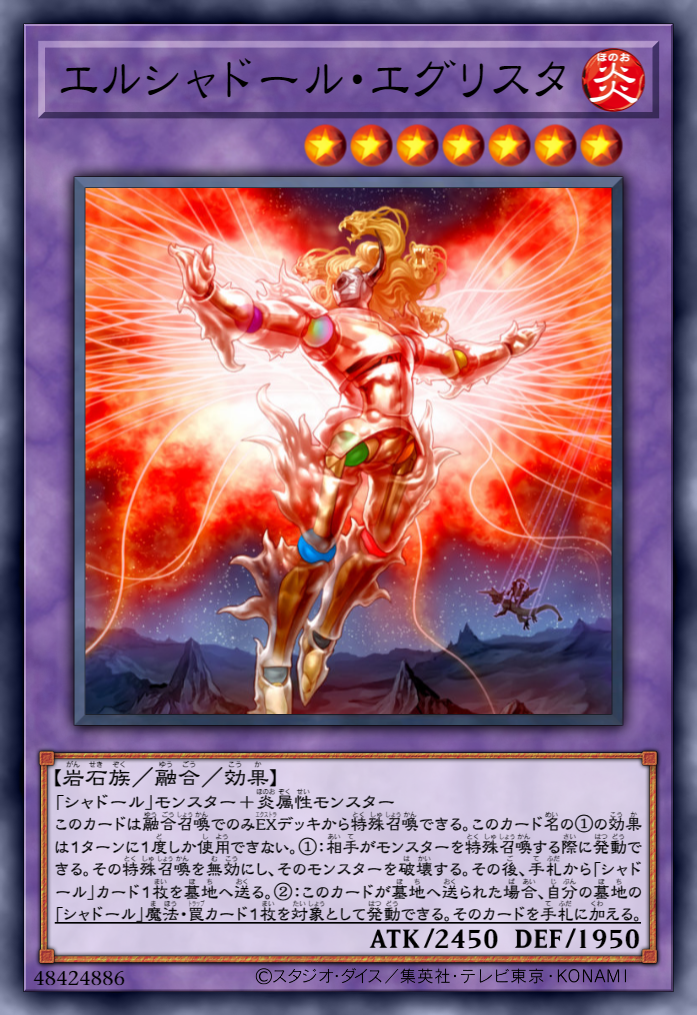 エルシャドール・エグリスタ
炎
ほのお
【岩石族／融合／効果】
「シャドール」モンスター＋炎属性モンスター
このカードは融合召喚でのみEXデッキから特殊召喚できる。このカード名の①の効果
は1ターンに1度しか使用できない。①：相手がモンスターを特殊召喚する際に発動で
きる。その特殊召喚を無効にし、そのモンスターを破壊する。その後、手札から「シャド
ール」カード1枚を墓地へ送る。②：このカードが墓地へ送られた場合、自分の墓地の
「シャドール」魔法・罠カード1枚を対象として発動できる。そのカードを手札に加える。
ATK/2450 DEF/1950
48424886
©スタジオ・ダイス／集英社・テレビ東京・KONAMI